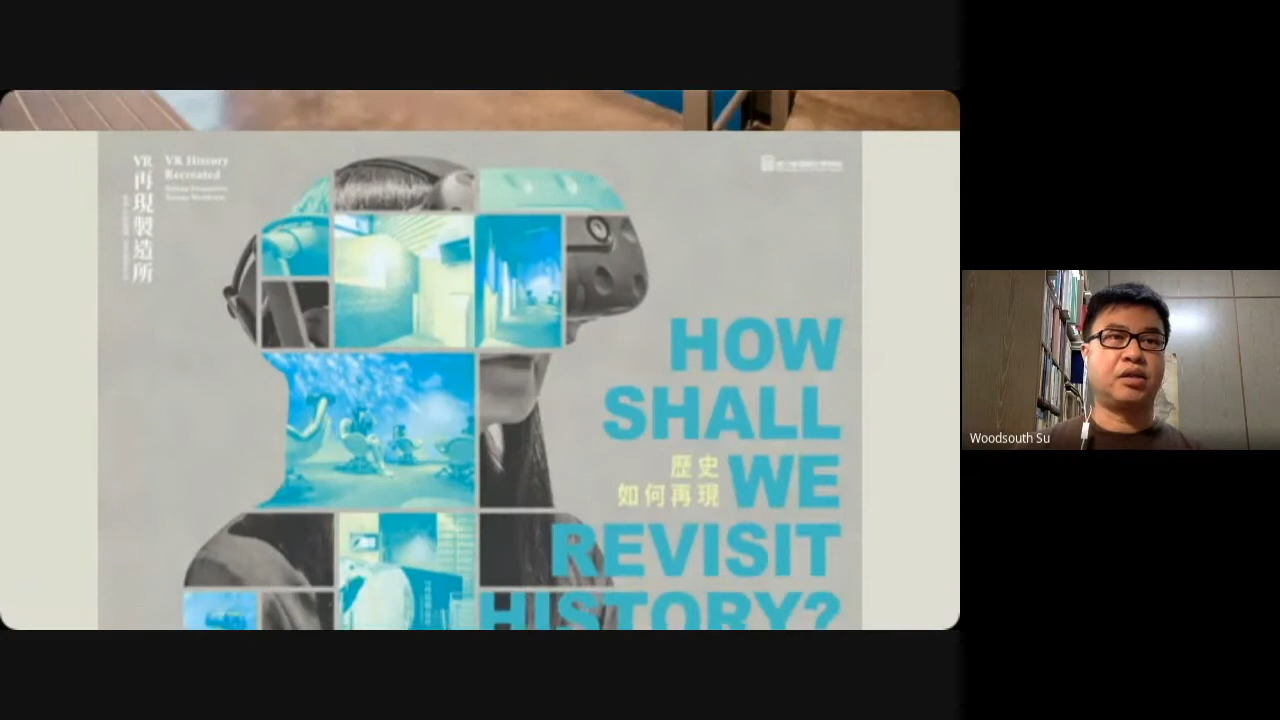 VR
再現製造所
VR History
Recreated
HOW
SHALL
歷史
如何再現
WE
REVISIT
HISTORY?
Woodsouth Su